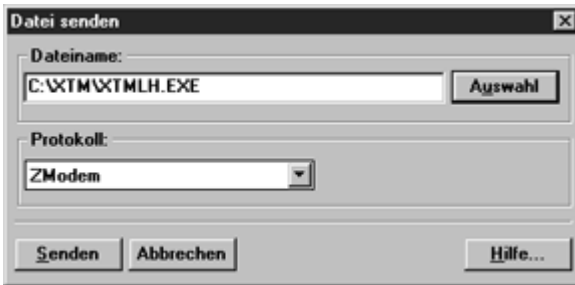 Datei senden
Dateiname:
C:\XTM\XTMLH.EXE
Auswahl
Protokoll:
ZModem
Senden Abbrechen Hilfe...